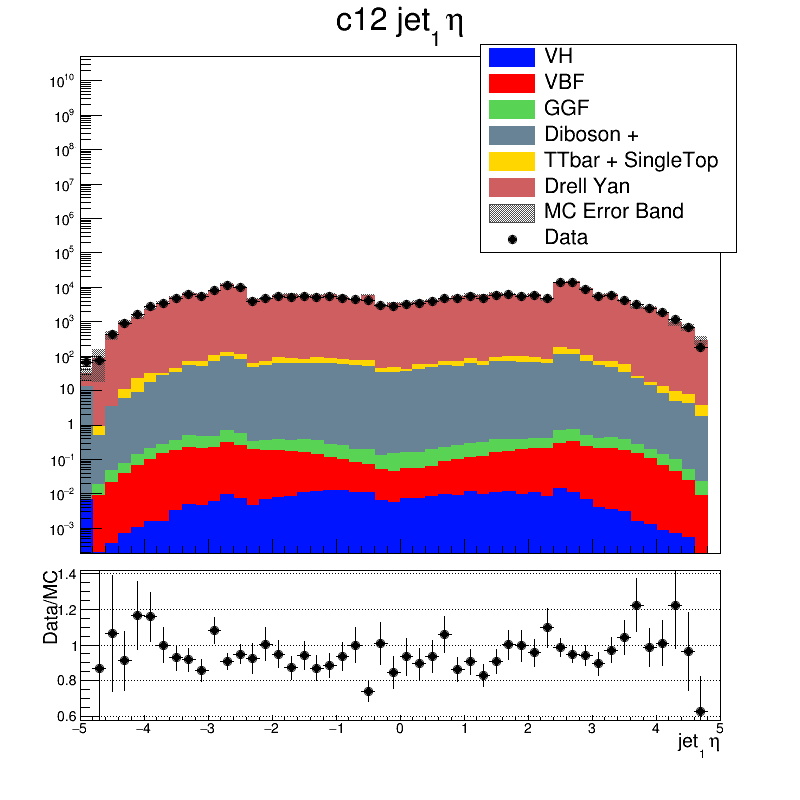 c12 jet₁ η
VH
VBF
GGF
Diboson +
TTbar + SingleTop
Drell Yan
MC Error Band
Data
10¹⁰
10⁹
10⁸
10⁷
10⁶
10⁵
10⁴
10³
10²
10
1
10⁻¹
10⁻²
10⁻³
Data/MC
1.4
1.2
1
0.8
0.6
−5 −4 −3 −2 −1 0 1 2 3 4 5
jet₁ η